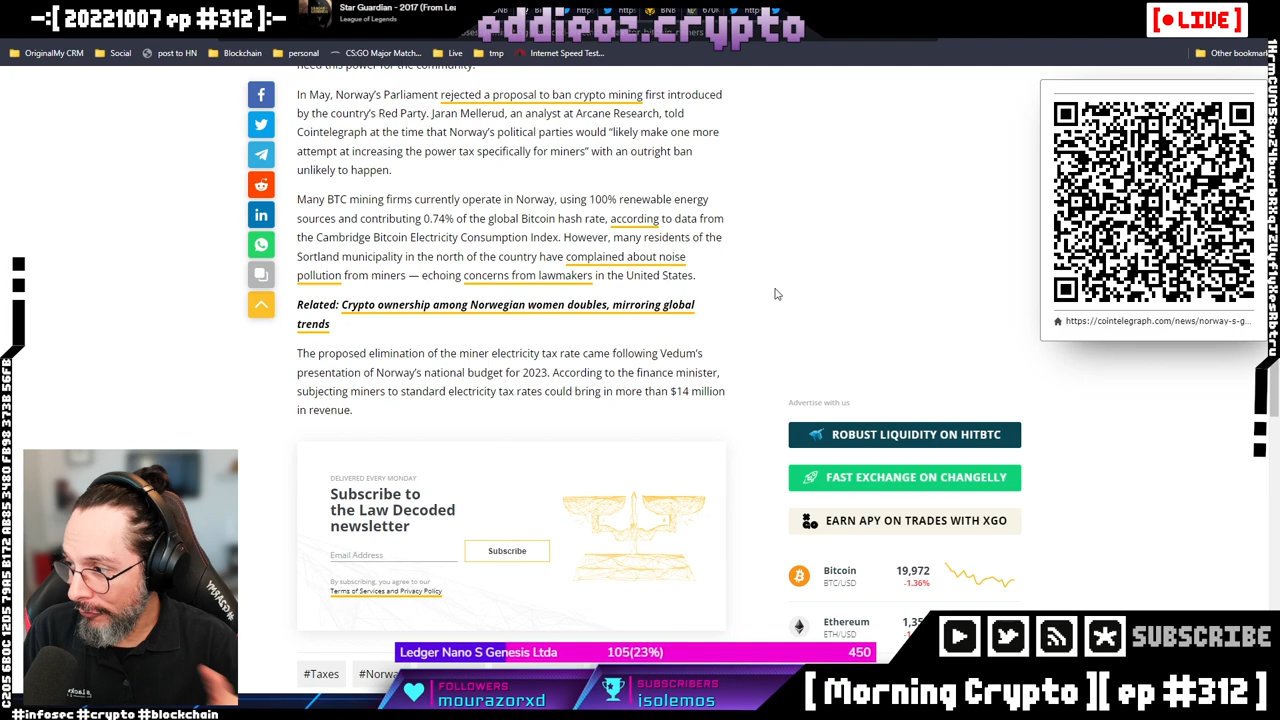 -:[ 20221007 ep #312 ]:-
Star Guardian - 2017 (From Lea
League of Legends
addie03.crypto
[ LIVE ]
OriginalMy CRM
Social
post to HN
Blockchain
personal
CS:GO Major Match...
Live
tmp
Internet Speed Test...
Other bookmark
need this power for the community.
In May, Norway's Parliament rejected a proposal to ban crypto mining first introduced
by the country's Red Party. Jaran Mellerud, an analyst at Arcane Research, told
Cointelegraph at the time that Norway's political parties would "likely make one more
attempt at increasing the power tax specifically for miners" with an outright ban
unlikely to happen.
Many BTC mining firms currently operate in Norway, using 100% renewable energy
sources and contributing 0.74% of the global Bitcoin hash rate, according to data from
the Cambridge Bitcoin Electricity Consumption Index. However, many residents of the
Sortland municipality in the north of the country have complained about noise
pollution from miners — echoing concerns from lawmakers in the United States.
Related: Crypto ownership among Norwegian women doubles, mirroring global
trends
The proposed elimination of the miner electricity tax rate came following Vedum's
presentation of Norway's national budget for 2023. According to the finance minister,
subjecting miners to standard electricity tax rates could bring in more than $14 million
in revenue.
https://cointelegraph.com/news/norway-s-g...
Advertise with us
ROBUST LIQUIDITY ON HITBTC
FAST EXCHANGE ON CHANGELLY
EARN APY ON TRADES WITH XGO
Bitcoin 19,972
BTC/USD -1.36%
Ethereum
ETH/USD
DELIVERED EVERY MONDAY
Subscribe to
the Law Decoded
newsletter
Email Address
Subscribe
By subscribing, you agree to our
Terms of Services and Privacy Policy
#Taxes
Ledger Nano S Genesis Ltda 105(23%) 450
FOLLOWERS
mourazorxd
SUBSCRIBERS
isolemos
SUBSCRIBE
[ Morning Crypto ][ ep #312 ]
#infosec #crypto #blockchain